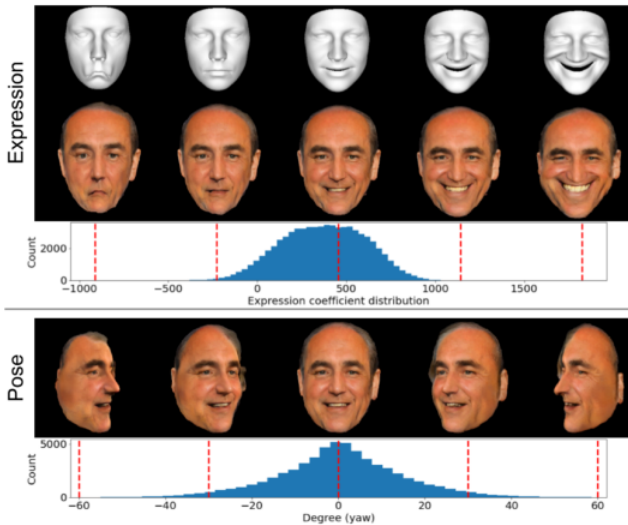 Expression
Count
2000
0
−1000
−500
0
500
1000
1500
Expression coefficient distribution
Pose
Count
5000
0
−60
−40
−20
0
20
40
60
Degree (yaw)